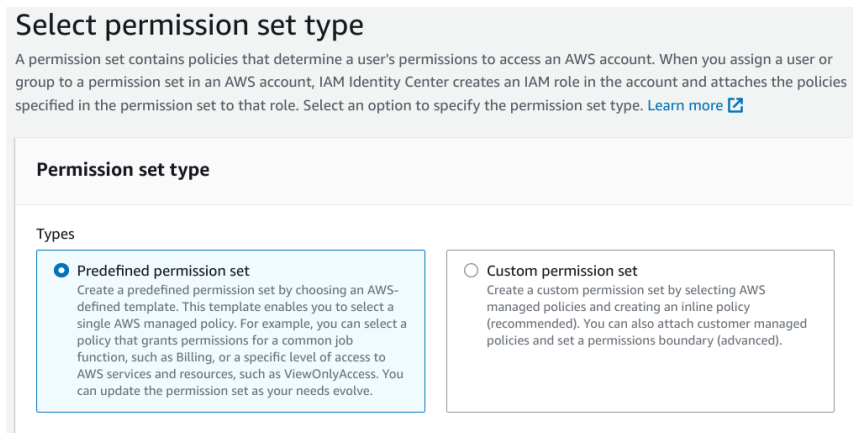 Select permission set type
A permission set contains policies that determine a user's permissions to access an AWS account. When you assign a user or
group to a permission set in an AWS account, IAM Identity Center creates an IAM role in the account and attaches the policies
specified in the permission set to that role. Select an option to specify the permission set type. Learn more
Permission set type
Types
Predefined permission set
Create a predefined permission set by choosing an AWS-
defined template. This template enables you to select a
single AWS managed policy. For example, you can select a
policy that grants permissions for a common job
function, such as Billing, or a specific level of access to
AWS services and resources, such as ViewOnlyAccess. You
can update the permission set as your needs evolve.
Custom permission set
Create a custom permission set by selecting AWS
managed policies and creating an inline policy
(recommended). You can also attach customer managed
policies and set a permissions boundary (advanced).